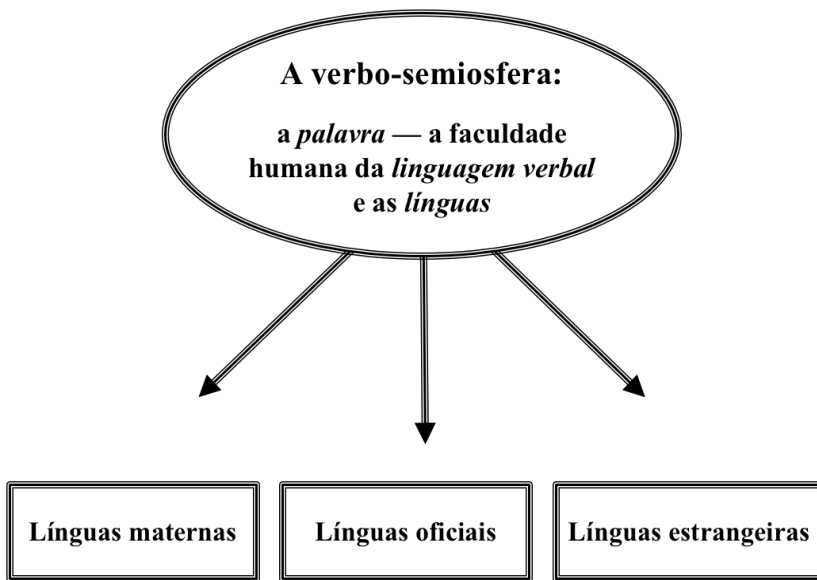 A verbo-semiosfera:
a palavra — a faculdade
humana da linguagem verbal
e as línguas
Línguas maternas
Línguas oficiais
Línguas estrangeiras